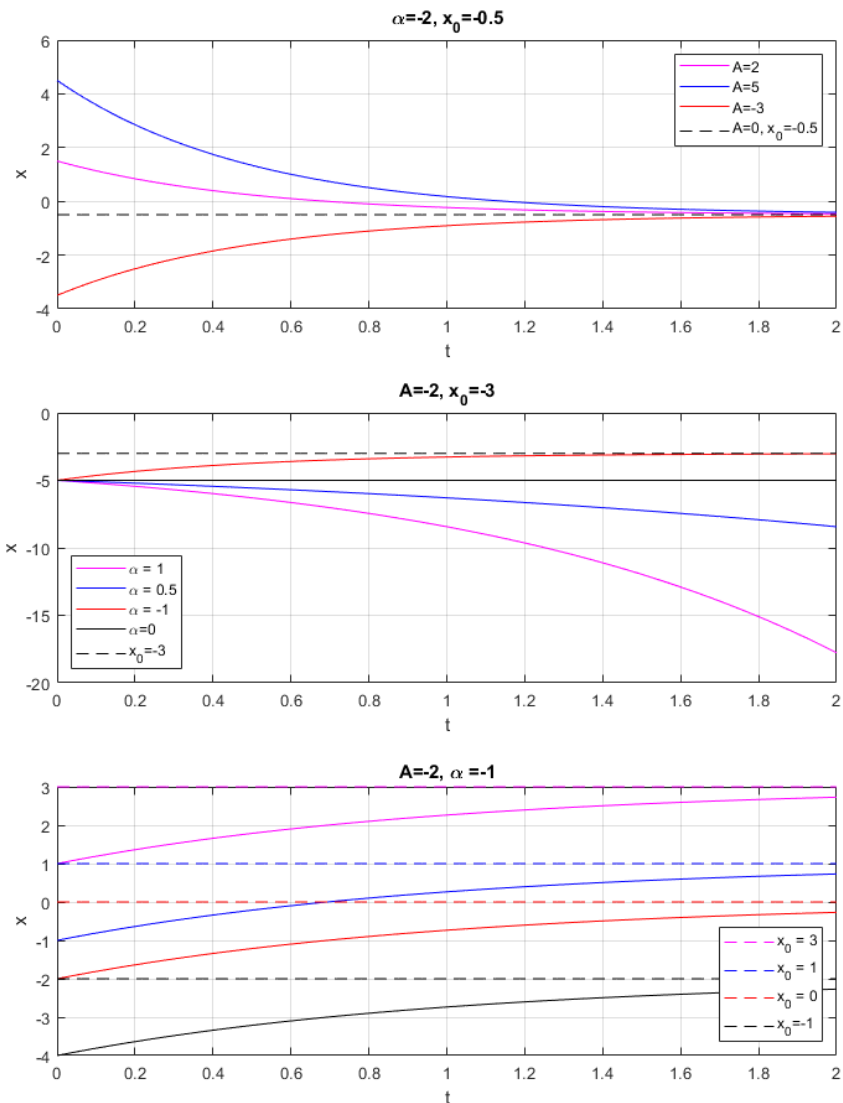 α=-2, x₀=-0.5
6
4
2
0
-2
-4
x
A=2
A=5
A=-3
A=0, x₀=-0.5
0 0.2 0.4 0.6 0.8 1 1.2 1.4 1.6 1.8 2
t
A=-2, x₀=-3
0
-5
-10
-15
-20
x
α = 1
α = 0.5
α = -1
α=0
x₀=-3
0 0.2 0.4 0.6 0.8 1 1.2 1.4 1.6 1.8 2
t
A=-2, α =-1
3
2
1
0
-1
-2
-3
-4
x
x₀ = 3
x₀ = 1
x₀ = 0
x₀=-1
0 0.2 0.4 0.6 0.8 1 1.2 1.4 1.6 1.8 2
t